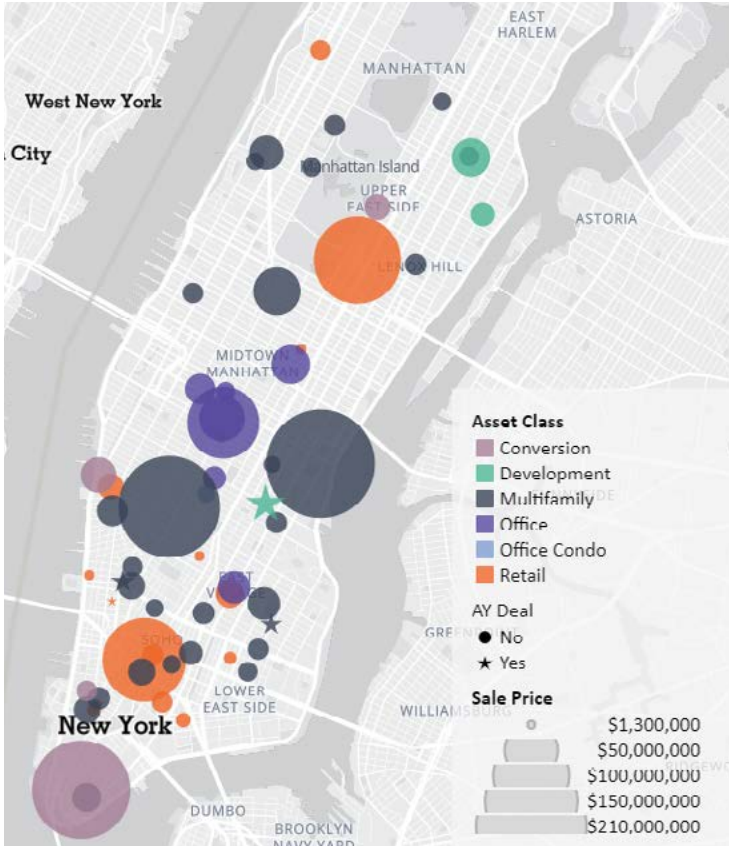 EAST
HARLEM
MANHATTAN
West New York
City
Manhattan Island
UPPER
EAST SIDE
ASTORIA
LENOX HILL
MIDTOWN
MANHATTAN
Asset Class
Conversion
Development
Multifamily
Office
Office Condo
Retail
AY Deal
No
Yes
Sale Price
$1,300,000
$50,000,000
$100,000,000
$150,000,000
$210,000,000
EAST
SOHO
LOWER
EAST SIDE
WILLIAMSBURG
New York
DUMBO
BROOKLYN
NAVY YARD